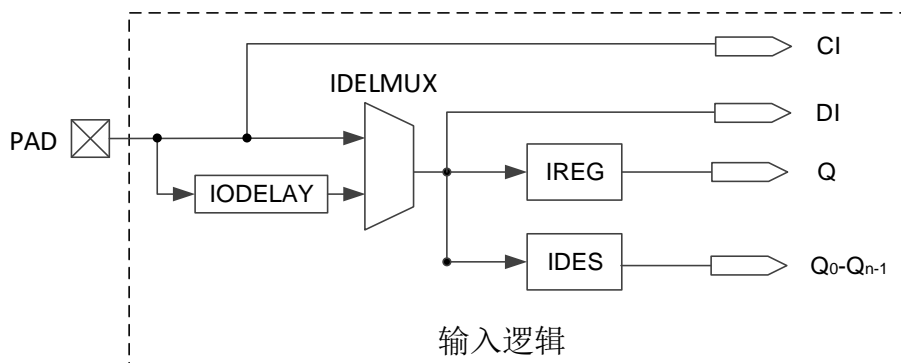 CI
IDELMUX
DI
PAD
IODELAY
IREG
Q
IDES
Q0-Qn-1
输入逻辑